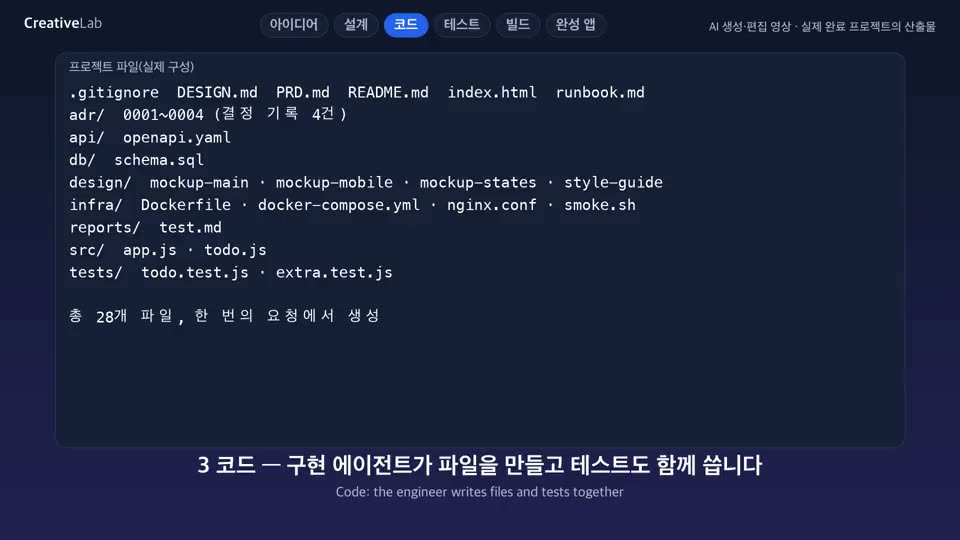 CreativeLab
아이디어 설계 코드 테스트 빌드 완성 앱
AI 생성·편집 영상 · 실제 완료 프로젝트의 산출물
프로젝트 파일(실제 구성)
.gitignore DESIGN.md PRD.md README.md index.html runbook.md
adr/ 0001~0004 (결정 기록 4건)
api/ openapi.yaml
db/ schema.sql
design/ mockup-main · mockup-mobile · mockup-states · style-guide
infra/ Dockerfile · docker-compose.yml · nginx.conf · smoke.sh
reports/ test.md
src/ app.js · todo.js
tests/ todo.test.js · extra.test.js
총 28개 파일, 한 번의 요청에서 생성
3 코드 — 구현 에이전트가 파일을 만들고 테스트도 함께 씁니다
Code: the engineer writes files and tests together